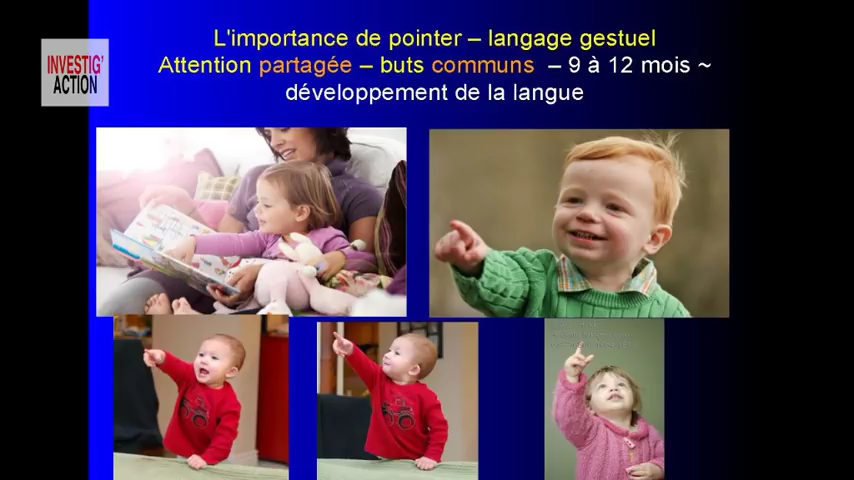 L'importance de pointer – langage gestuel
Attention partagée – buts communs – 9 à 12 mois ~
développement de la langue
INVESTIG'
ACTION